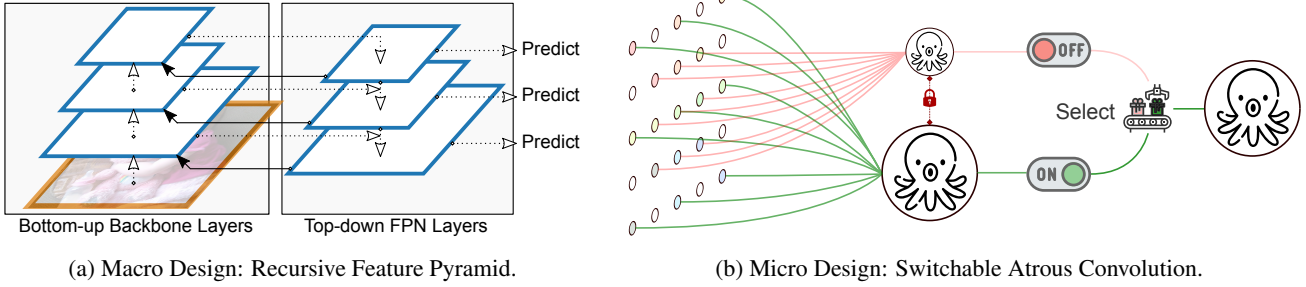 Predict
Predict
Predict
Bottom-up Backbone Layers
Top-down FPN Layers
(a) Macro Design: Recursive Feature Pyramid.
OFF
Select
ON
(b) Micro Design: Switchable Atrous Convolution.